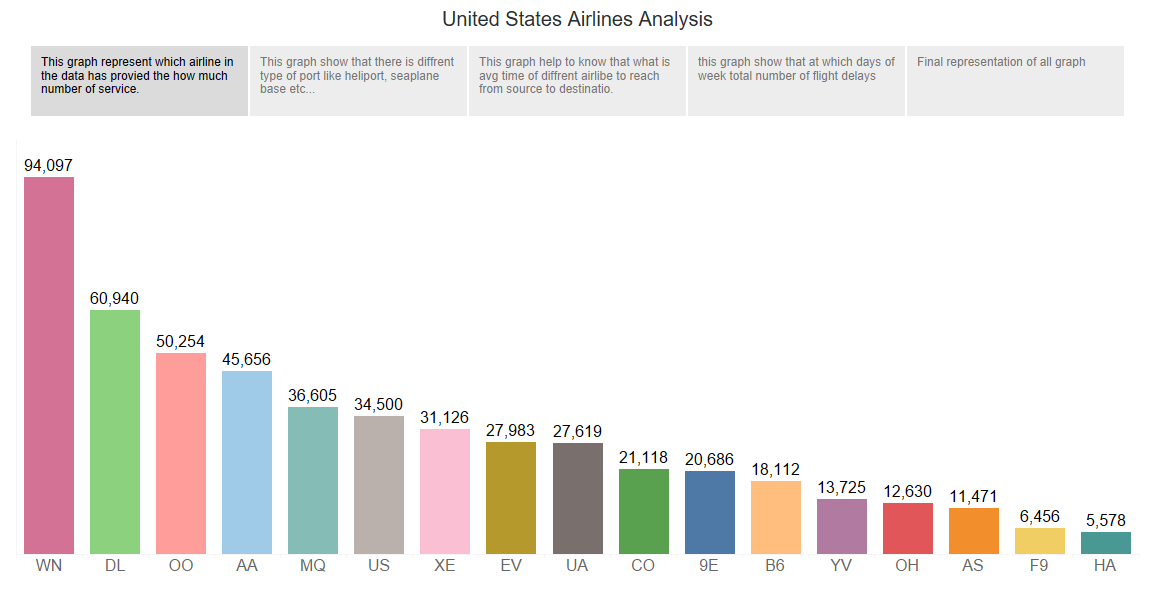 United States Airlines Analysis
This graph represent which airline in
the data has provied the how much
number of service.
This graph show that there is diffrent
type of port like heliport, seaplane
base etc...
This graph help to know that what is
avg time of diffrent airlibe to reach
from source to destinatio.
this graph show that at which days of
week total number of flight delays
Final representation of all graph
94,097
60,940
50,254
45,656
36,605
34,500
31,126
27,983
27,619
21,118
20,686
18,112
13,725
12,630
11,471
6,456
5,578
WN DL OO AA MQ US XE EV UA CO 9E B6 YV OH AS F9 HA